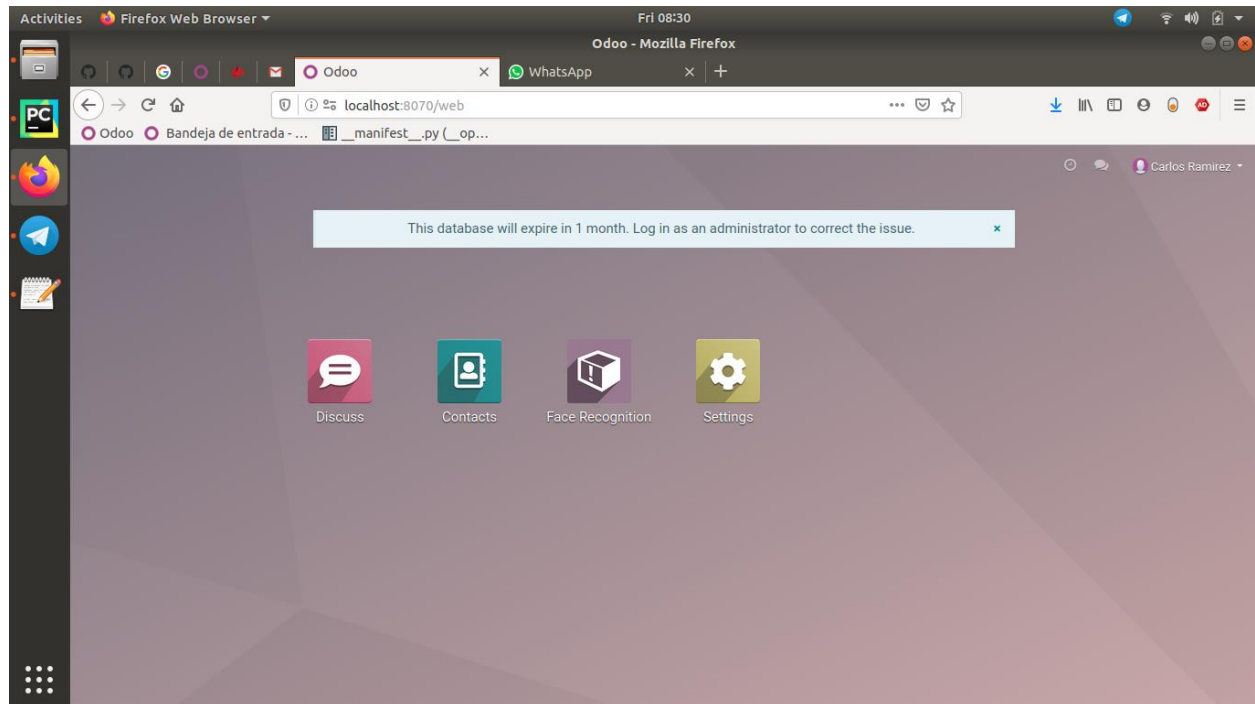 Activities Firefox Web Browser Fri 08:30
Odoo - Mozilla Firefox
Odoo WhatsApp
localhost:8070/web
Odoo Bandeja de entrada - ... __manifest__.py (__op...
Carlos Ramirez
This database will expire in 1 month. Log in as an administrator to correct the issue. ×
Discuss Contacts Face Recognition Settings
PC